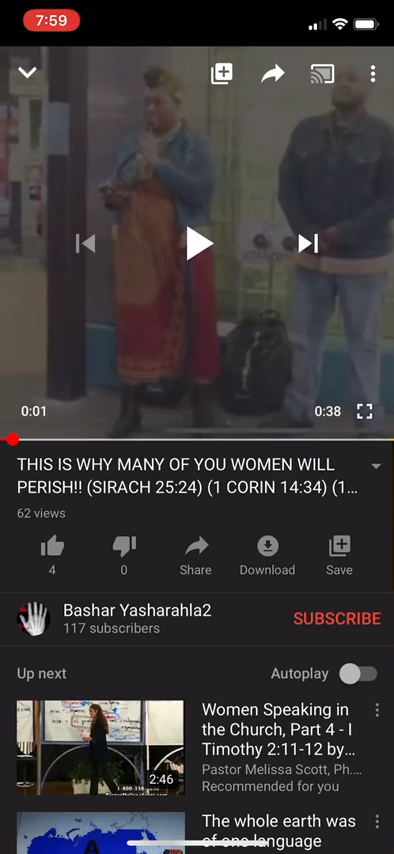 7:59
0:01
0:38
THIS IS WHY MANY OF YOU WOMEN WILL
PERISH!! (SIRACH 25:24) (1 CORIN 14:34) (1...
62 views
4
0
Share
Download
Save
Bashar Yasharahla2
117 subscribers
SUBSCRIBE
Up next
Autoplay
2:46
Women Speaking in
the Church, Part 4 - I
Timothy 2:11-12 by...
Pastor Melissa Scott, Ph....
Recommended for you
The whole earth was
of one language